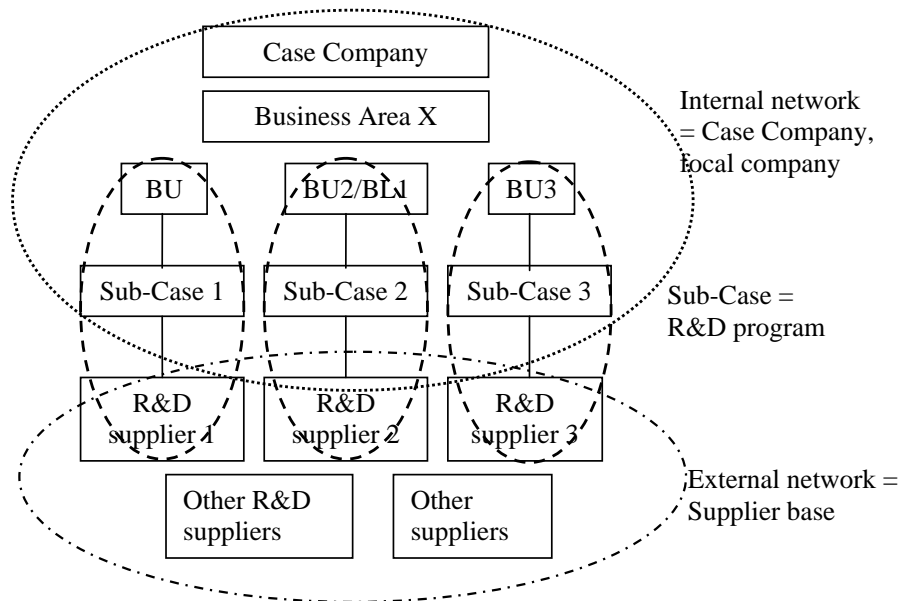 Case Company
Business Area X
Internal network
= Case Company,
focal company
BU
BU2/BL1
BU3
Sub-Case 1
Sub-Case 2
Sub-Case 3
Sub-Case =
R&D program
R&D
supplier 1
R&D
supplier 2
R&D
supplier 3
Other R&D
suppliers
Other
suppliers
External network =
Supplier base